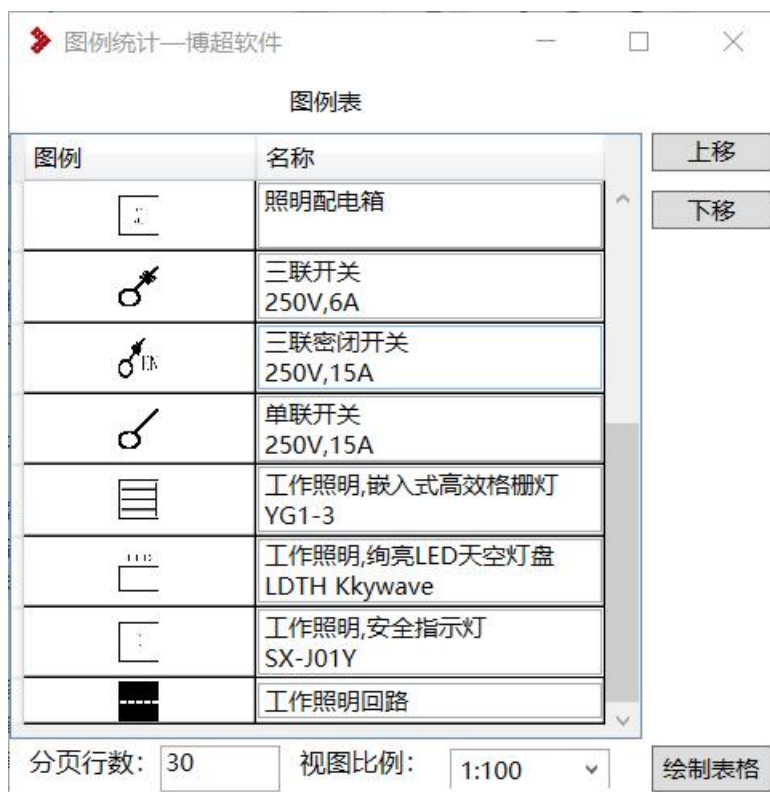 图例统计—博超软件
图例表
图例
名称
上移
下移
照明配电箱
三联开关
250V,6A
三联密闭开关
250V,15A
EN
单联开关
250V,15A
工作照明,嵌入式高效格栅灯
YG1-3
工作照明,绚亮LED天空灯盘
LDTH Kkywave
工作照明,安全指示灯
SX-J01Y
工作照明回路
分页行数：
30
视图比例：
1:100
绘制表格